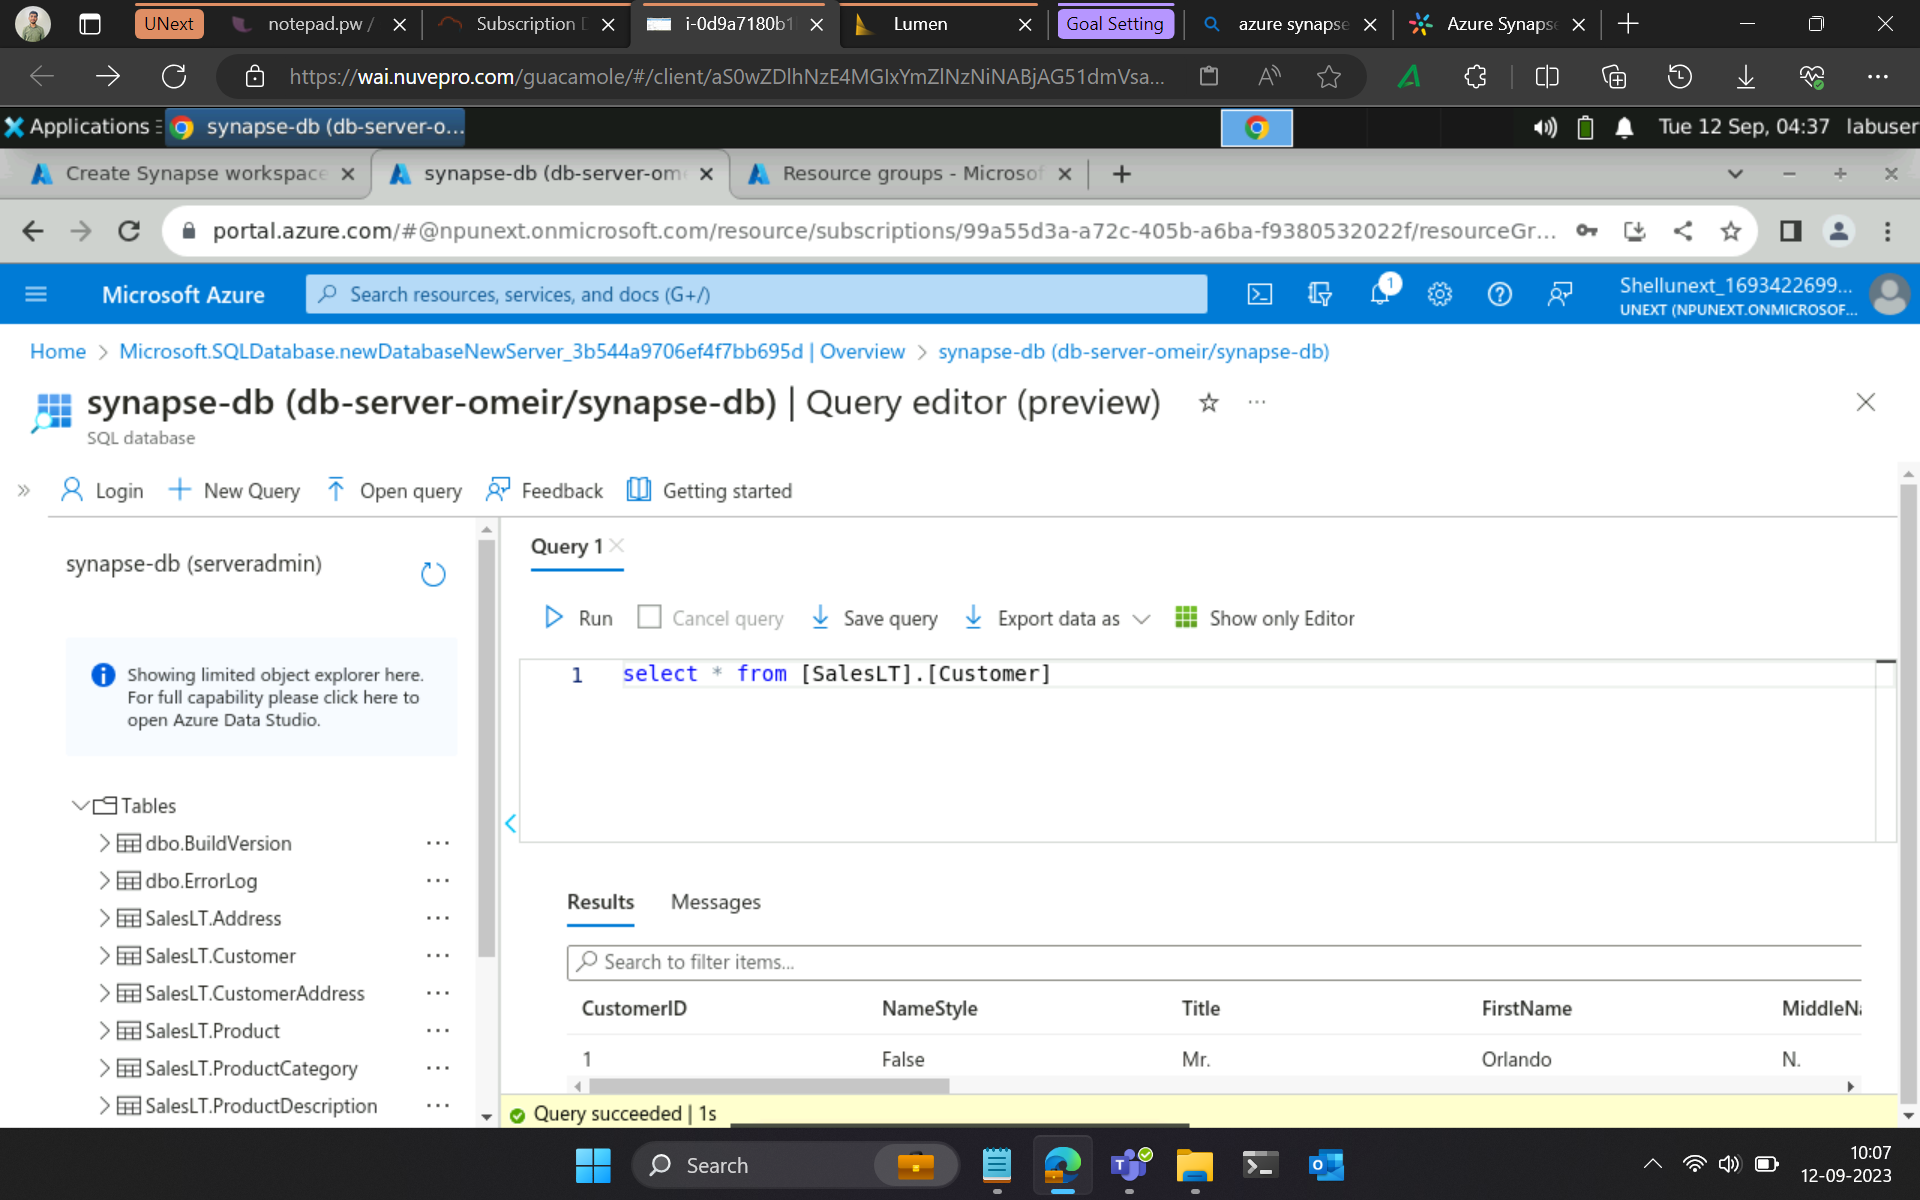 UNext
notepad.pw /
Subscription D
i-0d9a7180b1
Lumen
Goal Setting
azure synapse
Azure Synapse
https://wai.nuvepro.com/guacamole/#/client/aS0wZDlhNzE4MGIxYmZlNzNiNABjAG51dmVsa...
Applications
synapse-db (db-server-o...
Tue 12 Sep, 04:37
labuser
Create Synapse workspace
synapse-db (db-server-ome
Resource groups - Microsof
portal.azure.com/#@npunext.onmicrosoft.com/resource/subscriptions/99a55d3a-a72c-405b-a6ba-f9380532022f/resourceGr...
Microsoft Azure
Search resources, services, and docs (G+/)
1
Shellunext_1693422699...
UNEXT (NPUNEXT.ONMICROSOF...
Home > Microsoft.SQLDatabase.newDatabaseNewServer_3b544a9706ef4f7bb695d | Overview > synapse-db (db-server-omeir/synapse-db)
synapse-db (db-server-omeir/synapse-db) | Query editor (preview)
SQL database
Login
New Query
Open query
Feedback
Getting started
synapse-db (serveradmin)
Showing limited object explorer here.
For full capability please click here to
open Azure Data Studio.
Tables
dbo.BuildVersion
dbo.ErrorLog
SalesLT.Address
SalesLT.Customer
SalesLT.CustomerAddress
SalesLT.Product
SalesLT.ProductCategory
SalesLT.ProductDescription
Query 1
Run
Cancel query
Save query
Export data as
Show only Editor
1 select * from [SalesLT].[Customer]
Results
Messages
Search to filter items...
CustomerID NameStyle Title FirstName MiddleNa
1 False Mr. Orlando N.
Query succeeded | 1s
Search
10:07
12-09-2023